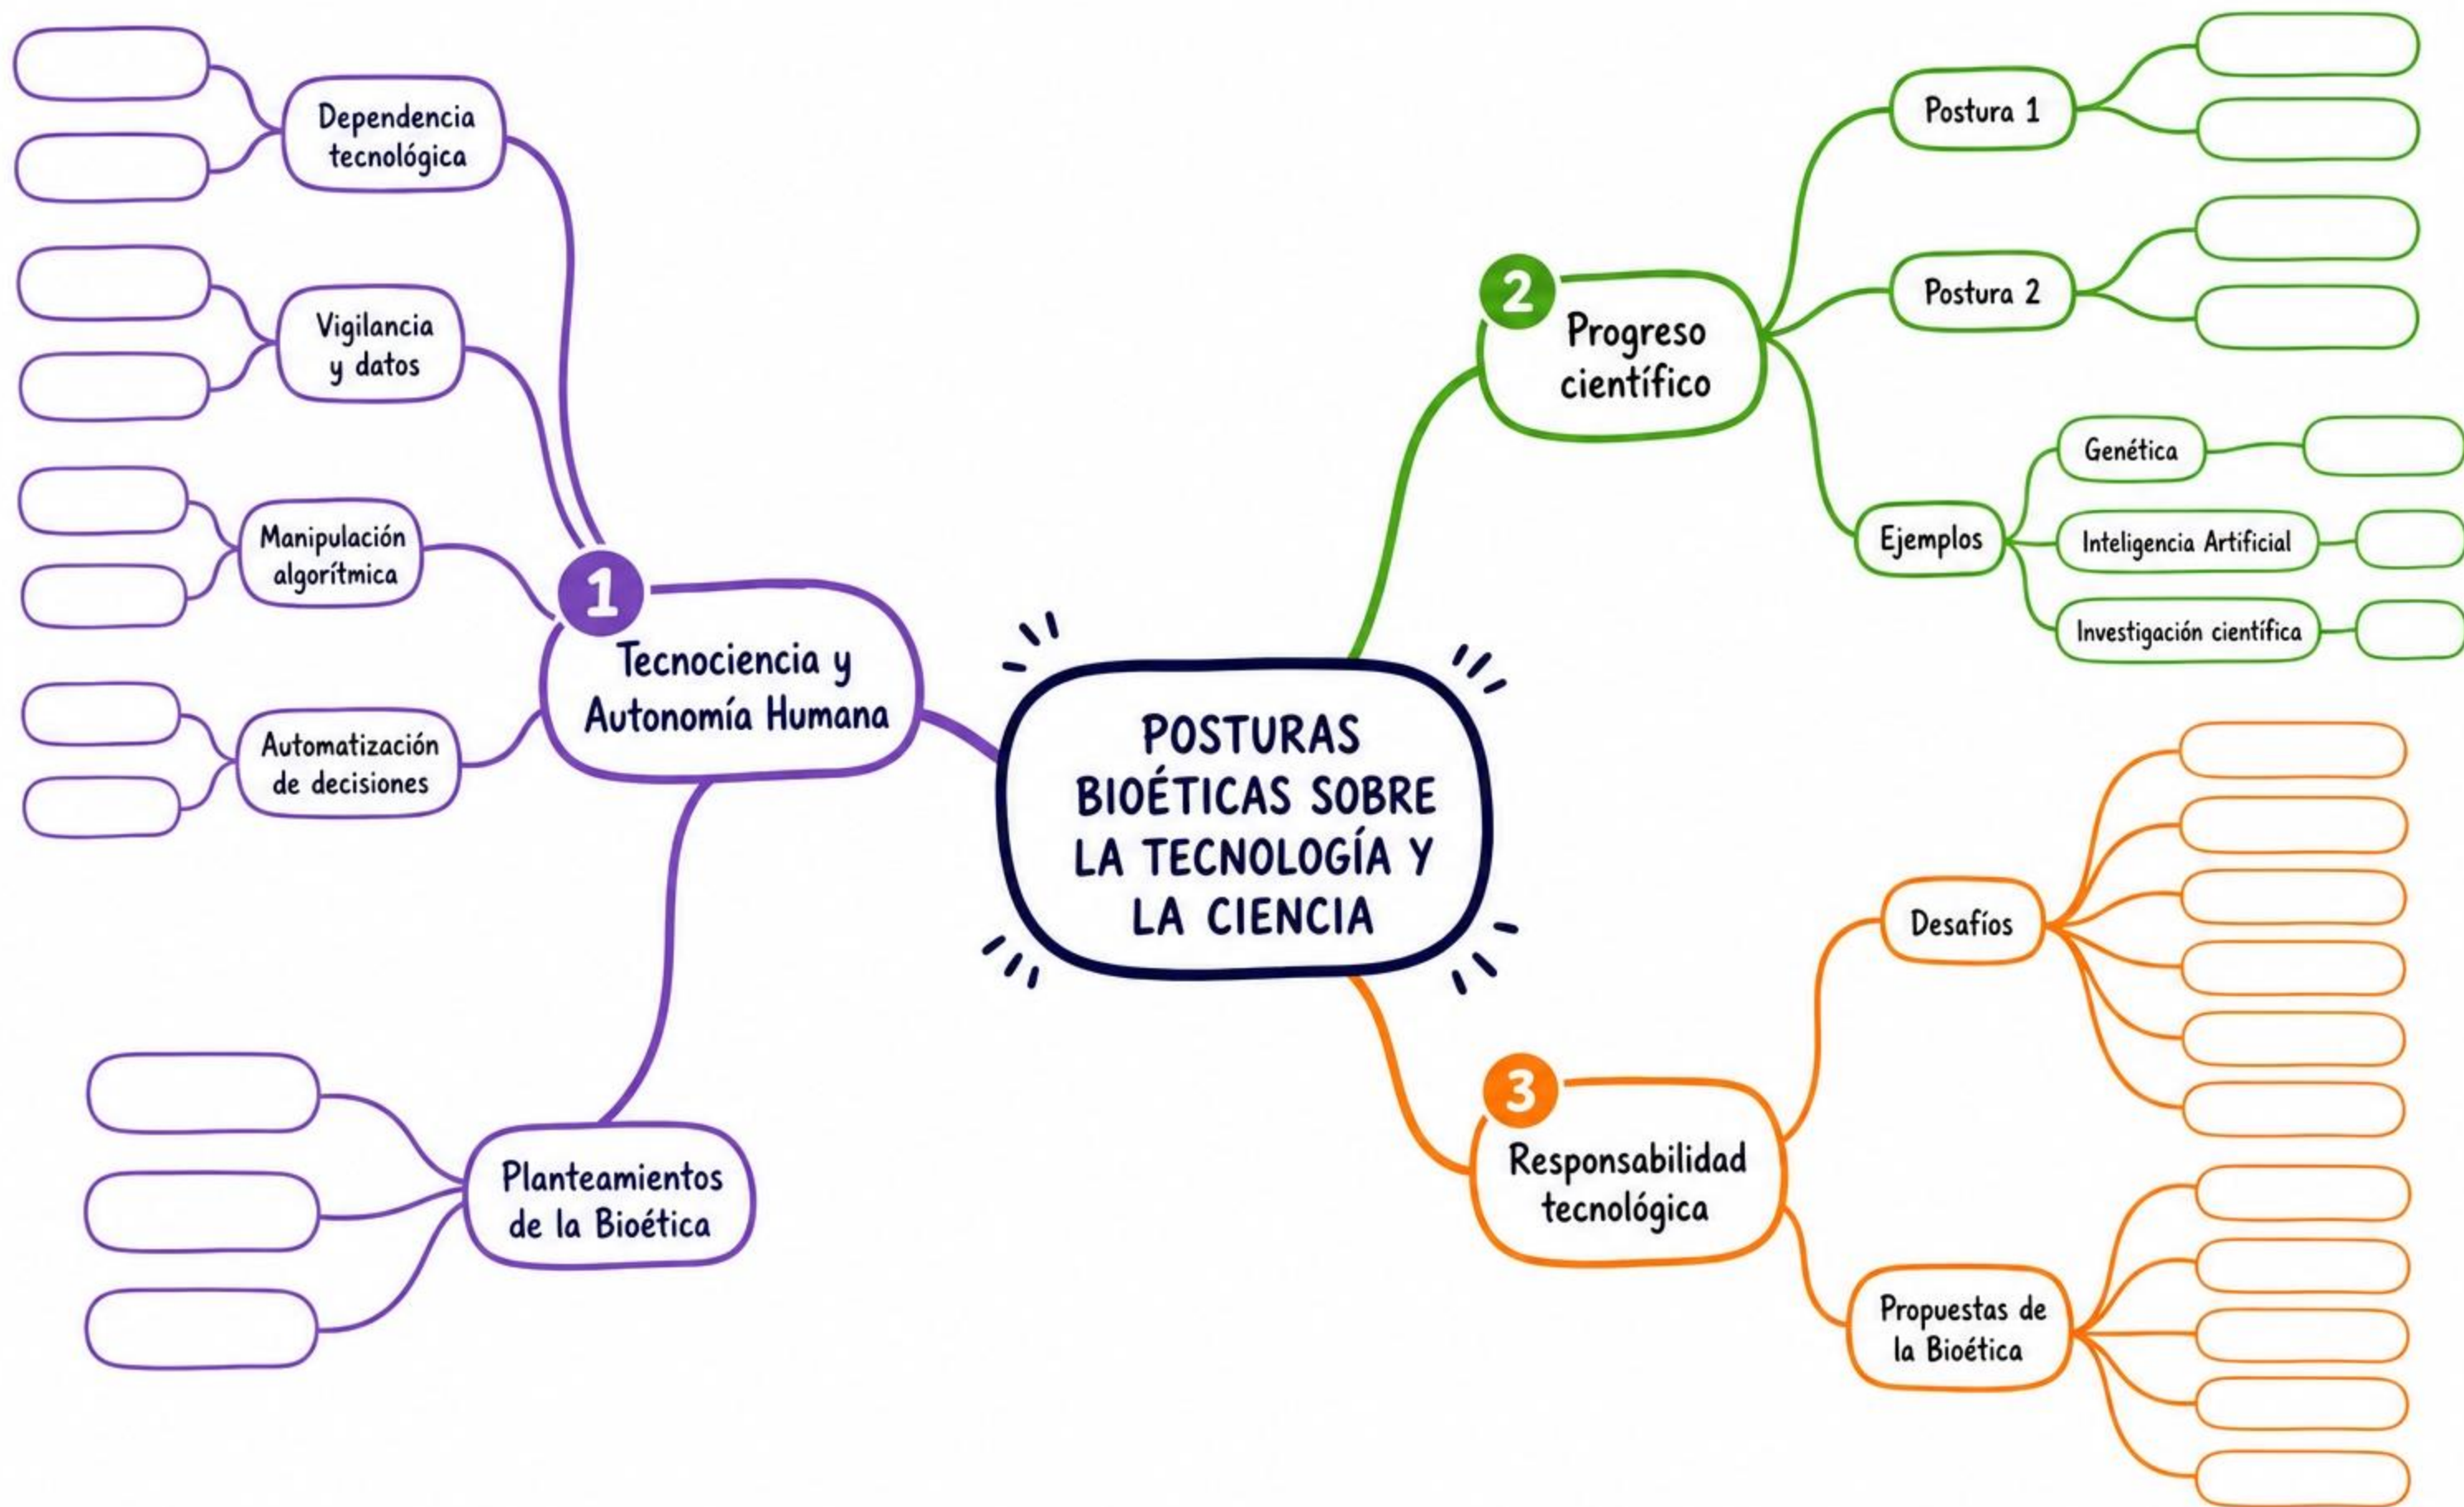 POSTURAS
BIOÉTICAS SOBRE
LA TECNOLOGÍA Y
LA CIENCIA
1
Tecnociencia y
Autonomía Humana
Dependencia
tecnológica
Vigilancia
y datos
Manipulación
algorítmica
Automatización
de decisiones
Planteamientos
de la Bioética
2
Progreso
científico
Postura 1
Postura 2
Ejemplos
Genética
Inteligencia Artificial
Investigación científica
3
Responsabilidad
tecnológica
Desafíos
Propuestas de
la Bioética